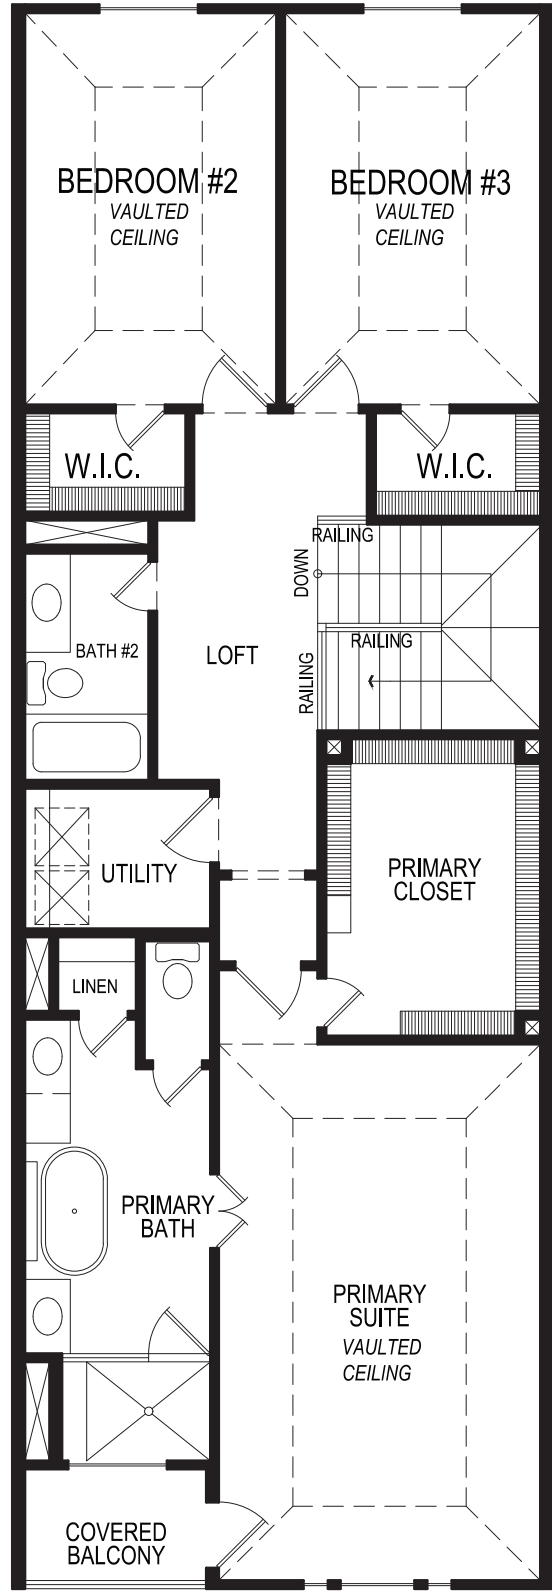 BEDROOM #2
VAULTED
CEILING
BEDROOM #3
VAULTED
CEILING
W.I.C.
W.I.C.
RAILING
DOWN
RAILING
RAILING
BATH #2
LOFT
UTILITY
PRIMARY
CLOSET
LINEN
PRIMARY
BATH
PRIMARY
SUITE
VAULTED
CEILING
COVERED
BALCONY